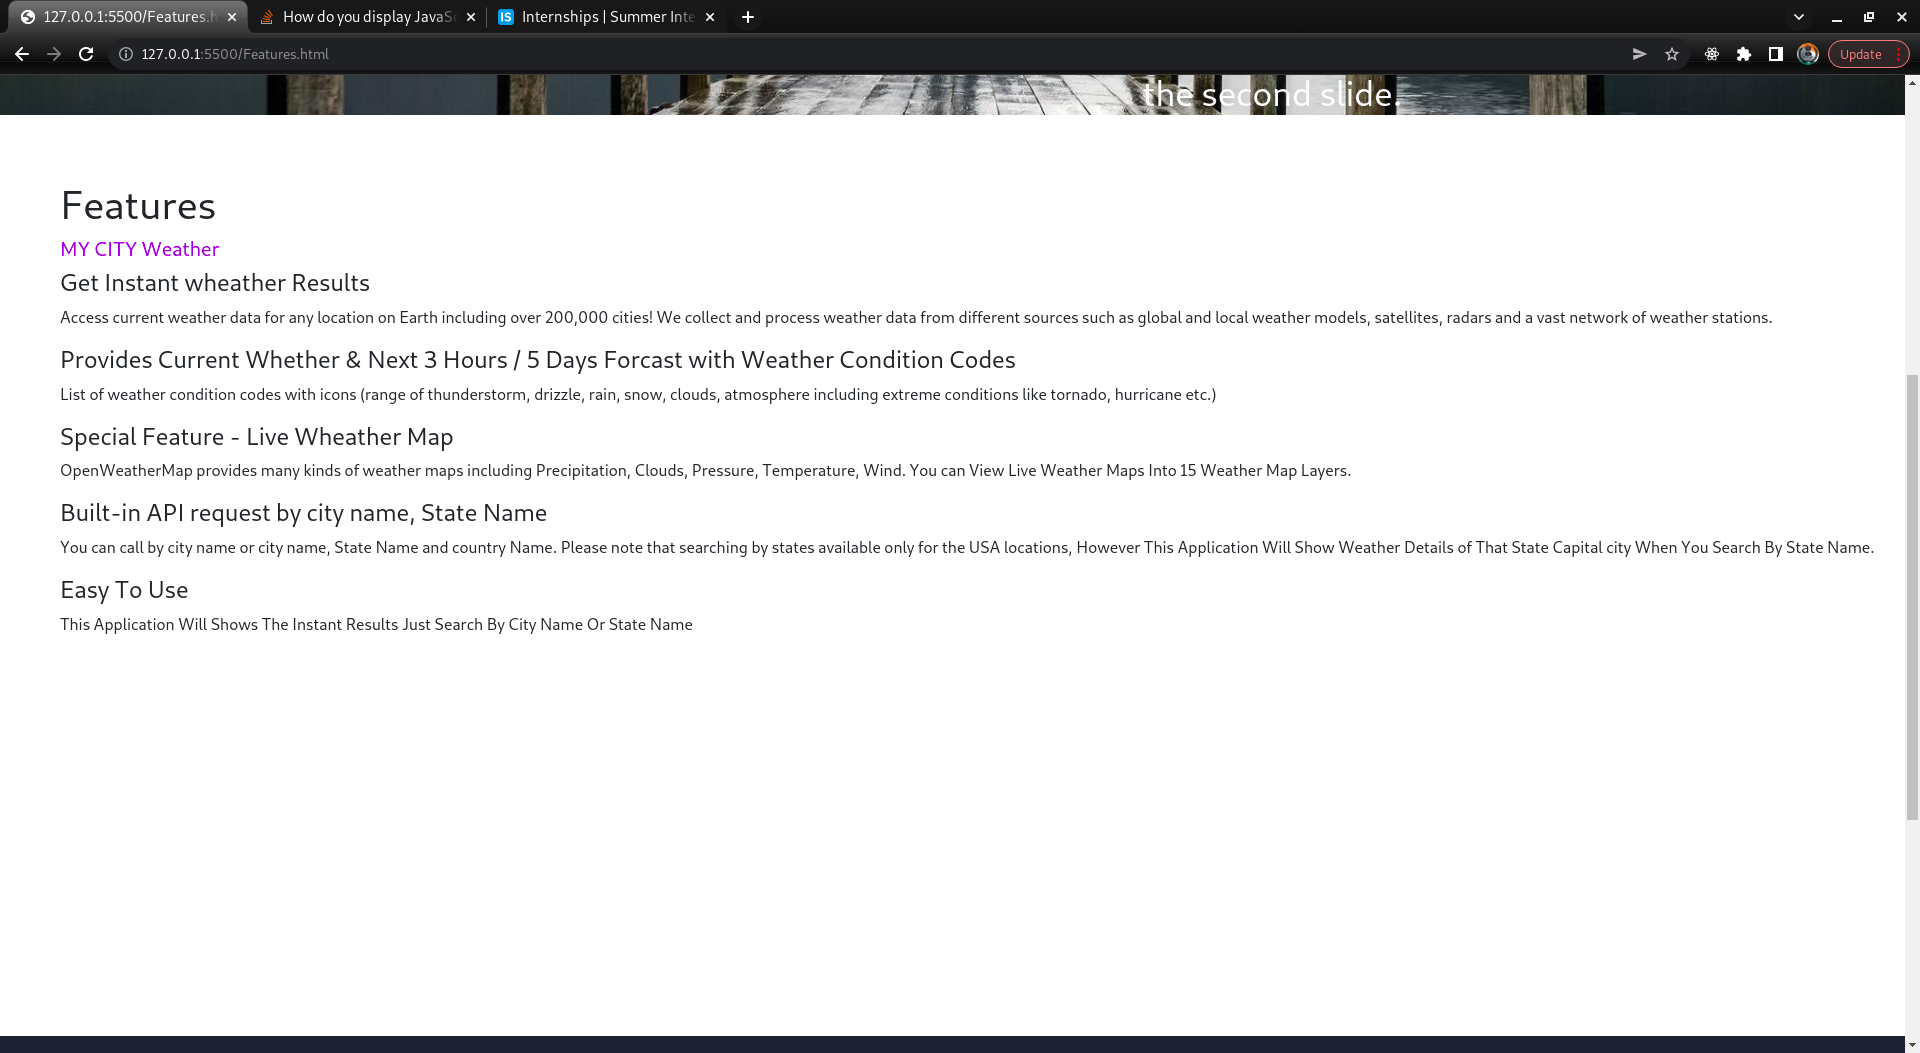 127.0.0.1:5500/Features.h
How do you display JavaSc
IS Internships | Summer Inte
127.0.0.1:5500/Features.html
Update
the second slide.
Features
MY CITY Weather
Get Instant wheather Results
Access current weather data for any location on Earth including over 200,000 cities! We collect and process weather data from different sources such as global and local weather models, satellites, radars and a vast network of weather stations.
Provides Current Whether & Next 3 Hours / 5 Days Forcast with Weather Condition Codes
List of weather condition codes with icons (range of thunderstorm, drizzle, rain, snow, clouds, atmosphere including extreme conditions like tornado, hurricane etc.)
Special Feature - Live Wheather Map
OpenWeatherMap provides many kinds of weather maps including Precipitation, Clouds, Pressure, Temperature, Wind. You can View Live Weather Maps Into 15 Weather Map Layers.
Built-in API request by city name, State Name
You can call by city name or city name, State Name and country Name. Please note that searching by states available only for the USA locations, However This Application Will Show Weather Details of That State Capital city When You Search By State Name.
Easy To Use
This Application Will Shows The Instant Results Just Search By City Name Or State Name